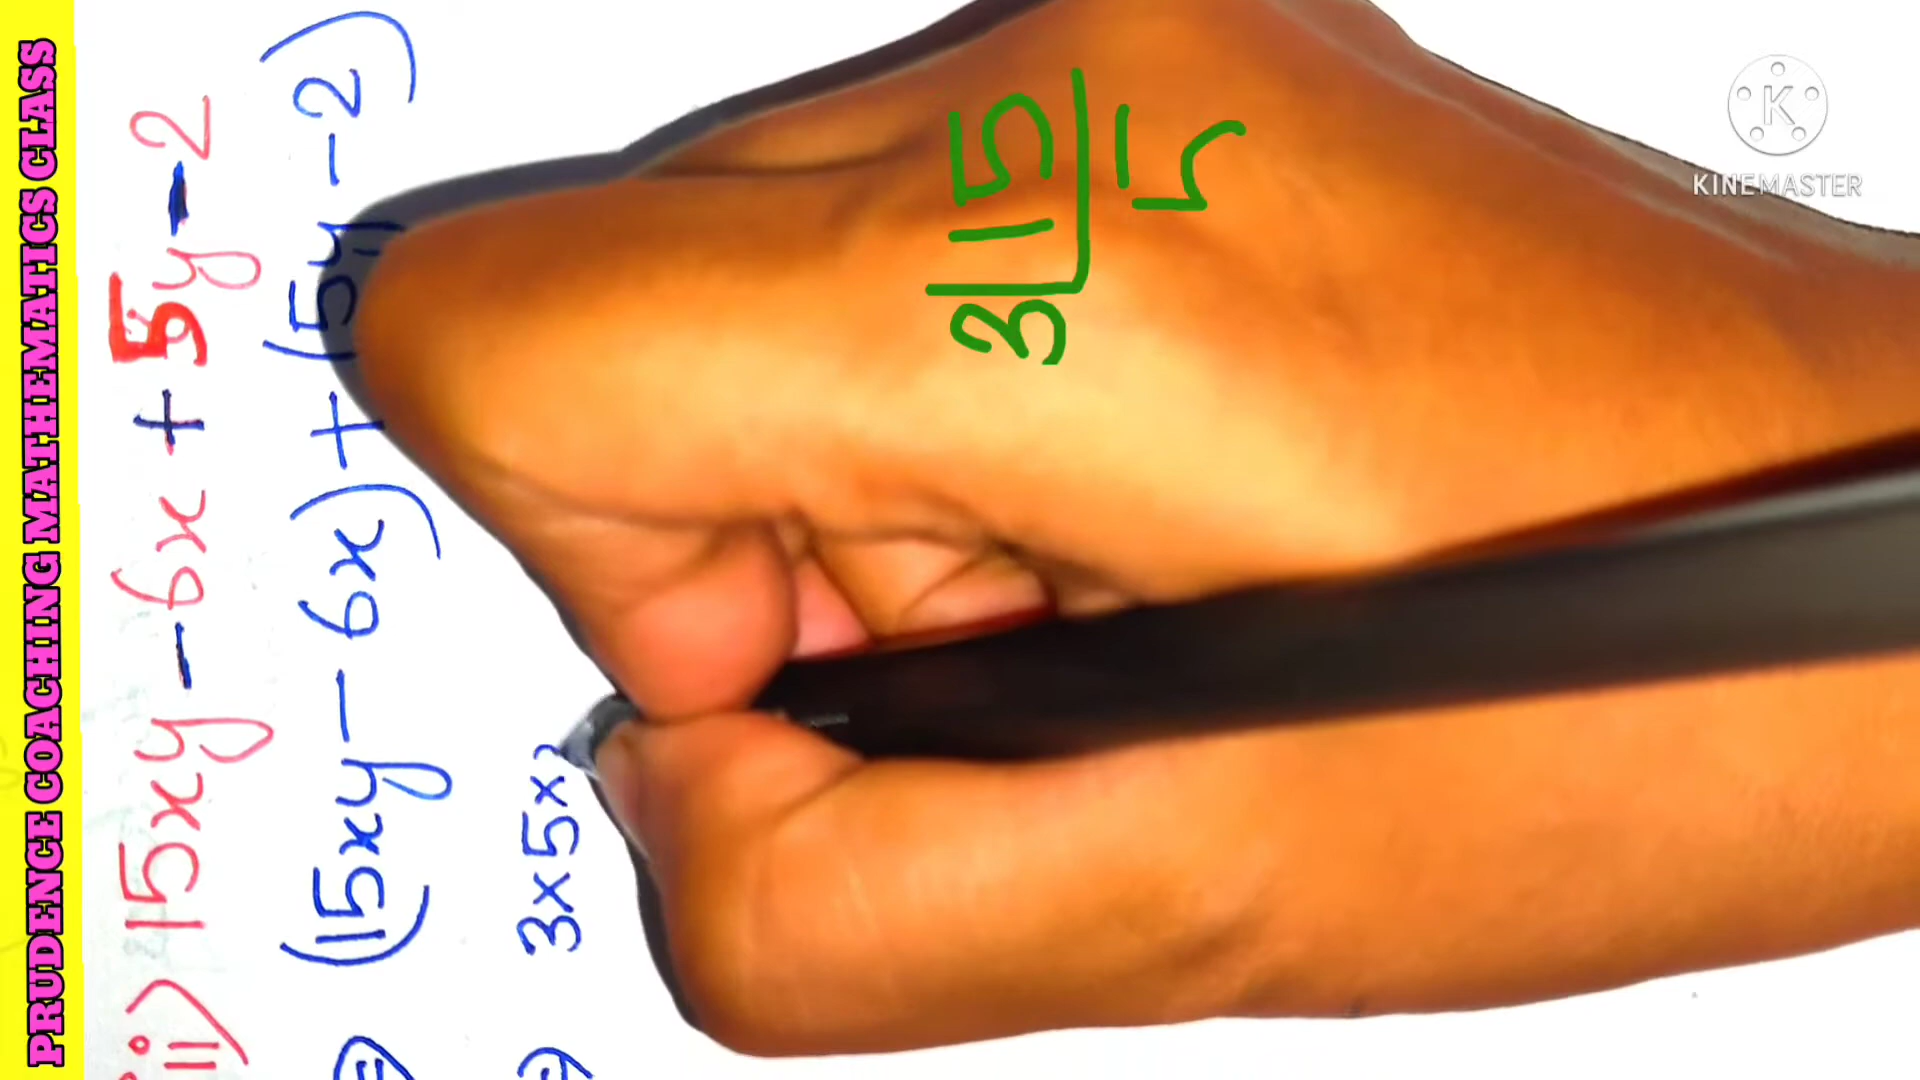 PRUDENCE COACHING MATHEMATICS CLASS
ii) 15xy - 6x + 5y - 2
(15xy - 6x) + (5y - 2)
3x5x
3 15
5
KINEMASTER